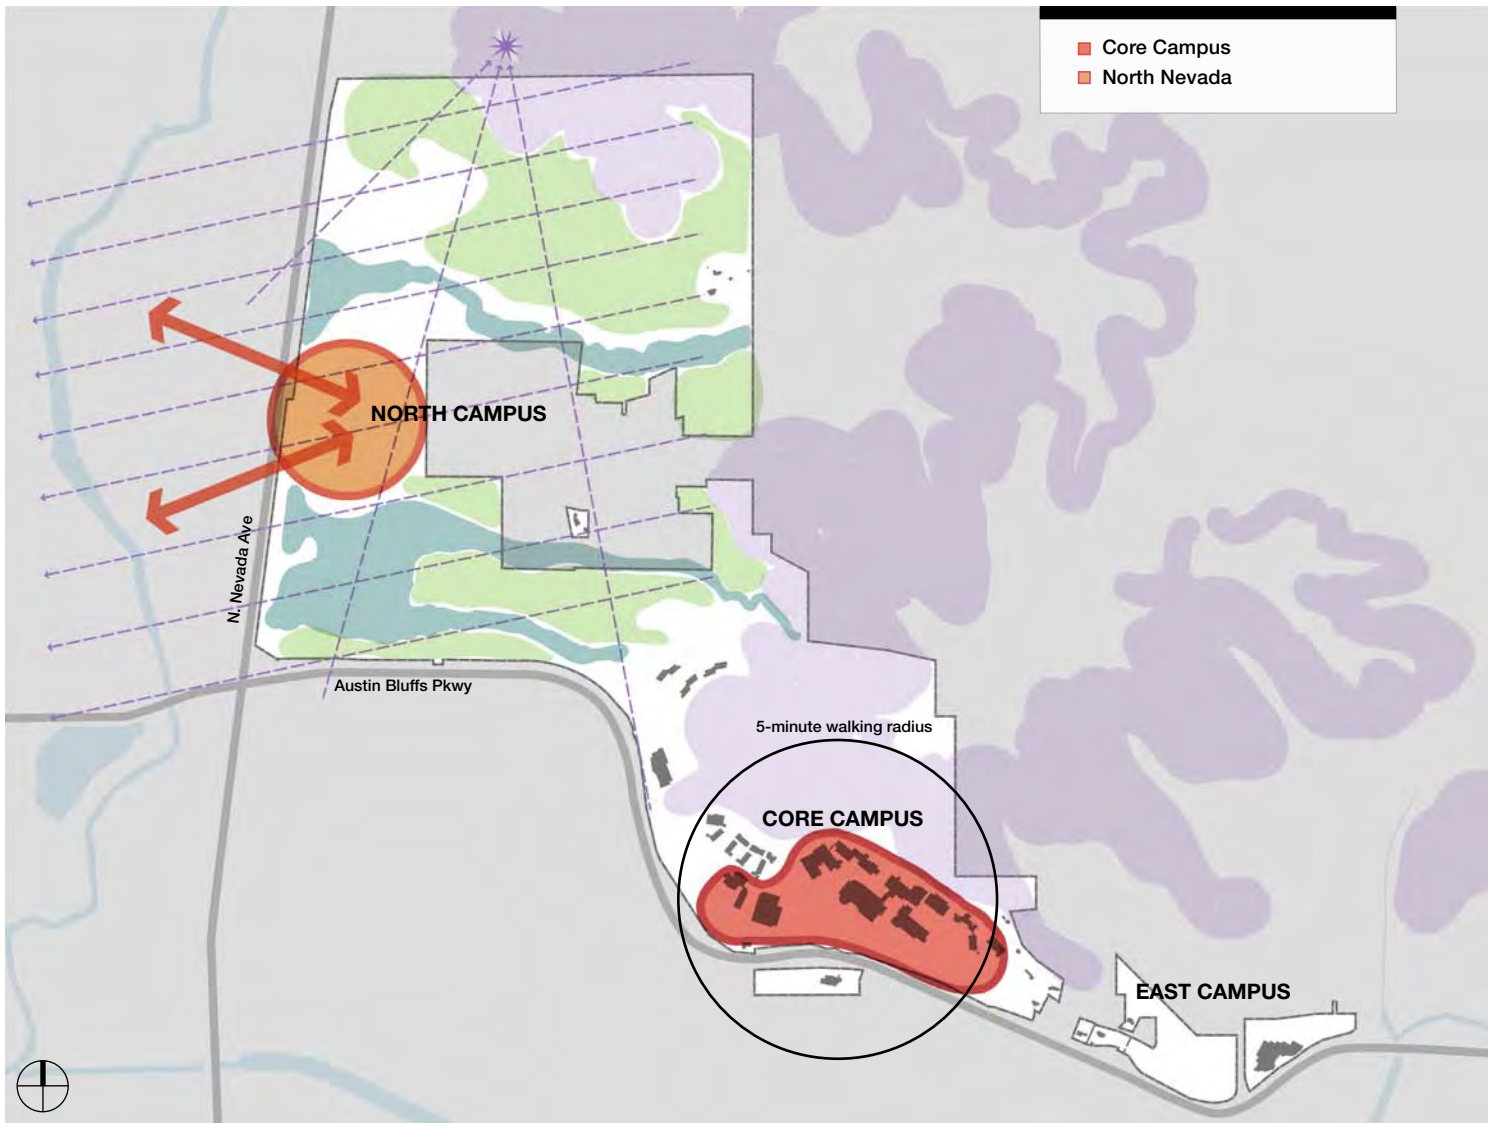 Core Campus
North Nevada
NORTH CAMPUS
N. Nevada Ave
Austin Bluffs Pkwy
5-minute walking radius
CORE CAMPUS
EAST CAMPUS